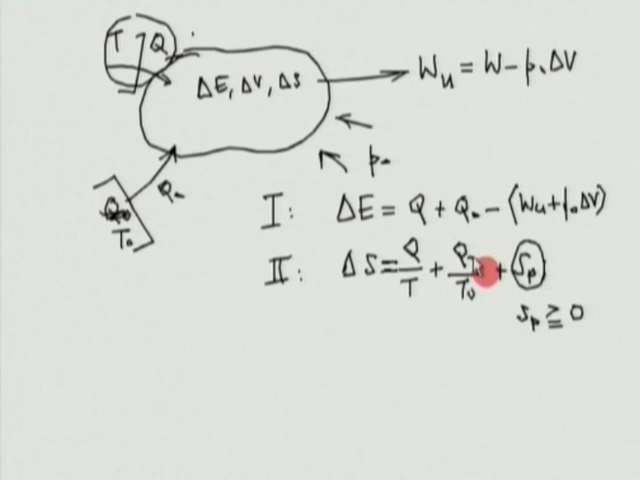 T Q
ΔE, ΔV, ΔS
W_u = W - p₀ΔV
p₀
Q₀
T₀
I: ΔE = Q + Q₀ - (W_u + p₀ΔV)
II: ΔS = Q/T + Q₀/T₀ + S_p
S_p ≥ 0